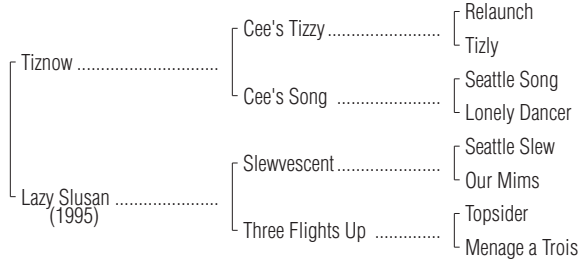 Relaunch
Cee's Tizzy ......................
Tizly
Tiznow ...........................
Seattle Song
Cee's Song .....................
Lonely Dancer
Seattle Slew
Slewvescent.....................
Our Mims
Lazy Slusan ....................
(1995)
Topsider
Three Flights Up .............
Menage a Trois